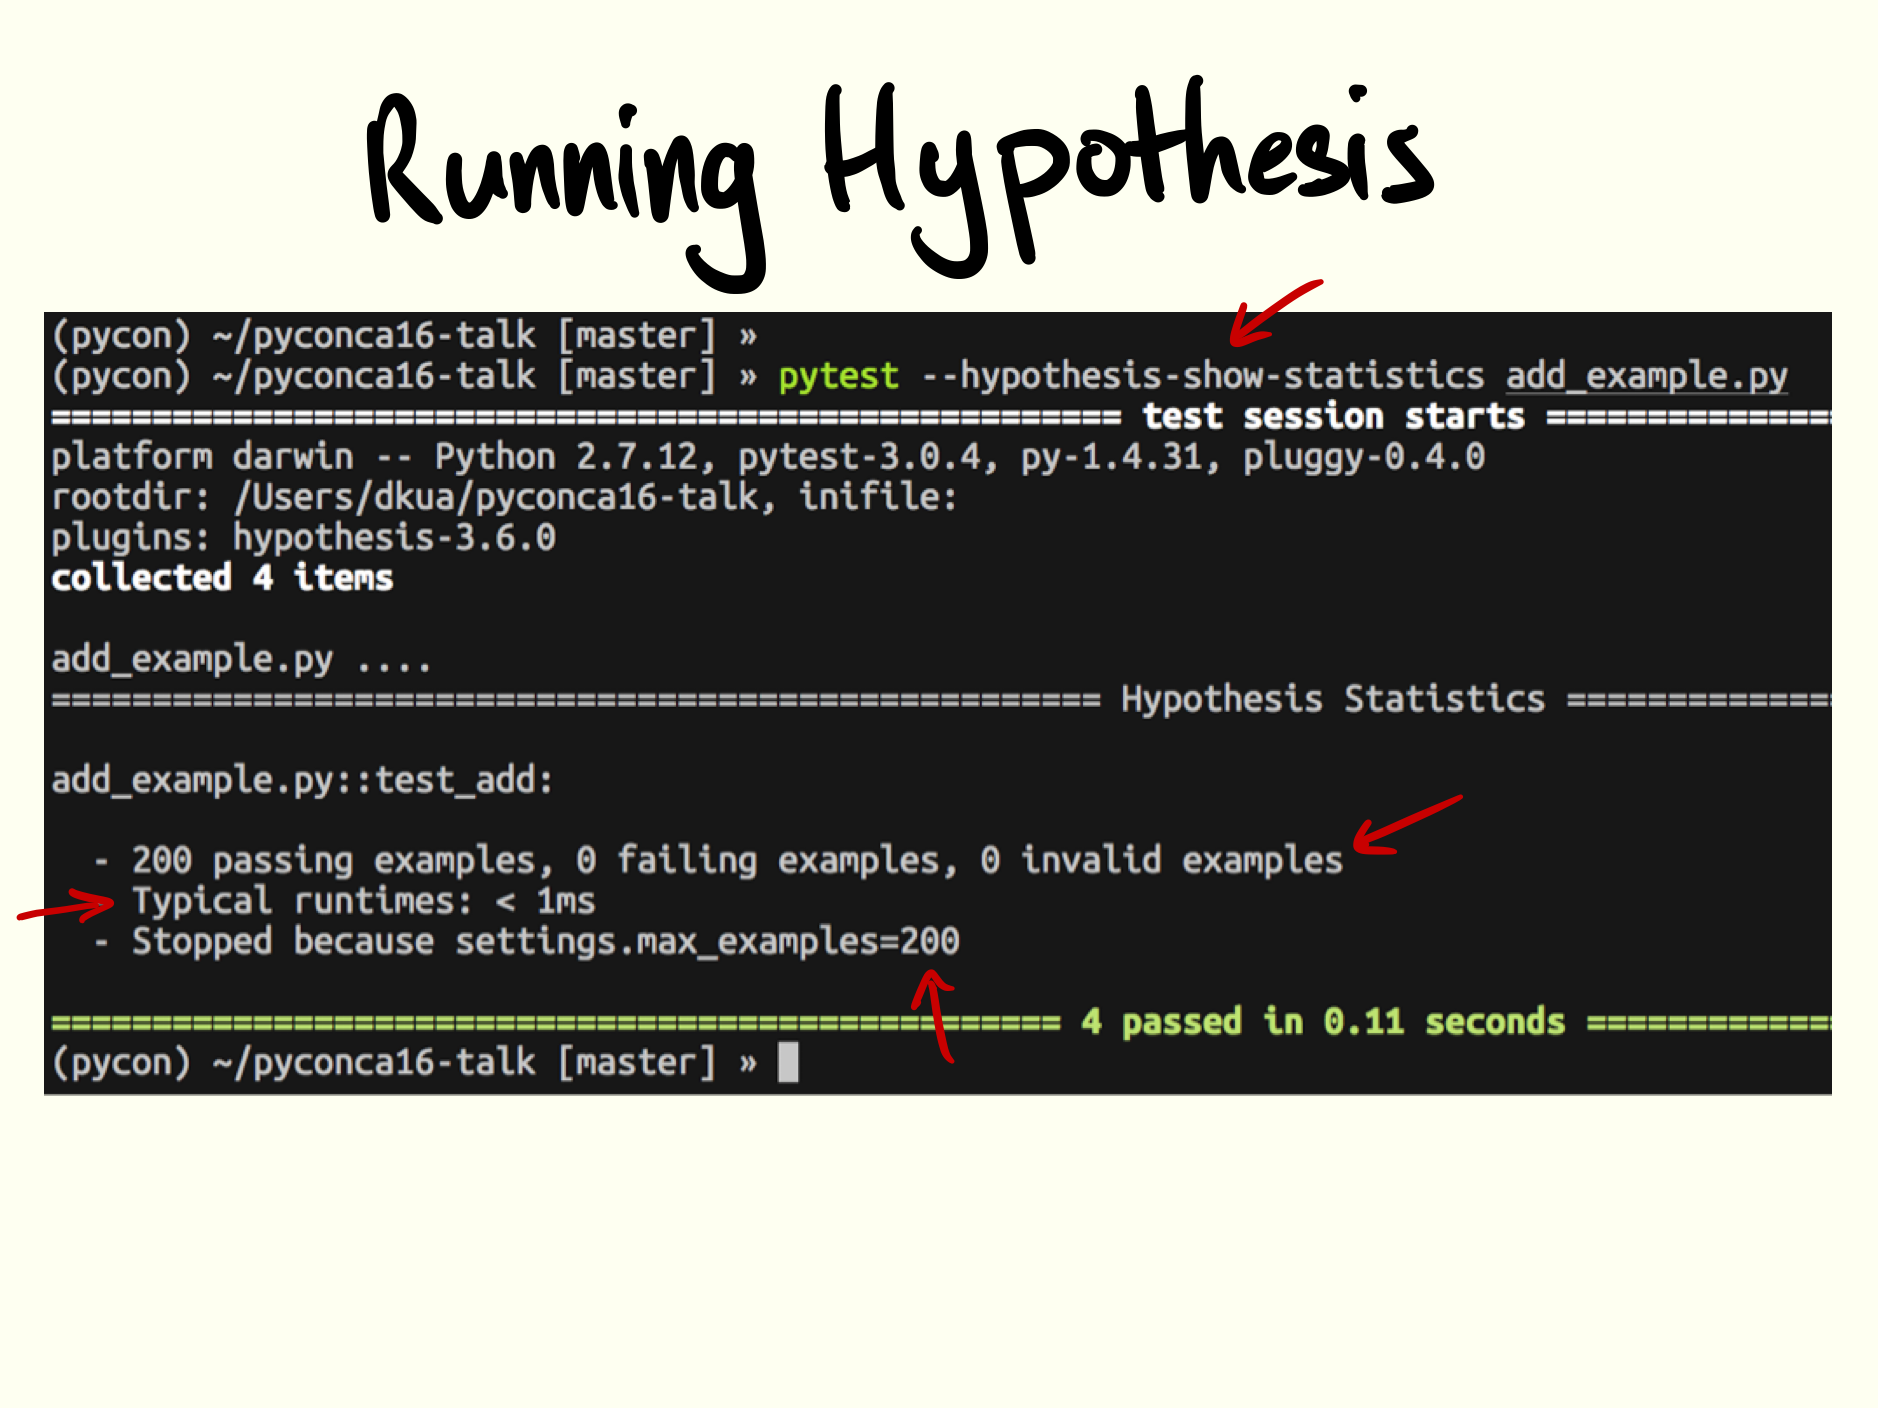 Running Hypothesis
(pycon) ~/pyconca16-talk [master] »
(pycon) ~/pyconca16-talk [master] » pytest --hypothesis-show-statistics add_example.py
===================================================== test session starts ==============
platform darwin -- Python 2.7.12, pytest-3.0.4, py-1.4.31, pluggy-0.4.0
rootdir: /Users/dkua/pyconca16-talk, inifile:
plugins: hypothesis-3.6.0
collected 4 items
add_example.py ....
==================================================== Hypothesis Statistics =============
add_example.py::test_add:
- 200 passing examples, 0 failing examples, 0 invalid examples
Typical runtimes: < 1ms
- Stopped because settings.max_examples=200
================================================== 4 passed in 0.11 seconds ============
(pycon) ~/pyconca16-talk [master] »